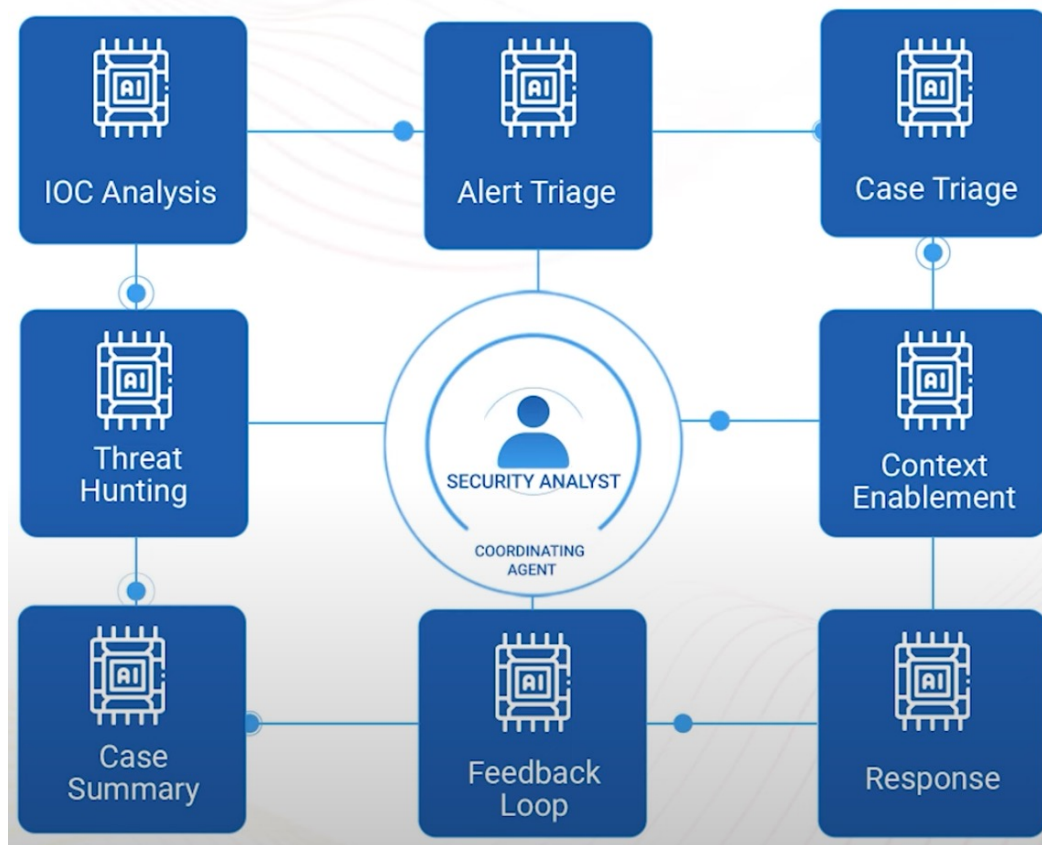 AI
IOC Analysis
AI
Alert Triage
AI
Case Triage
AI
Threat
Hunting
SECURITY ANALYST
COORDINATING
AGENT
AI
Context
Enablement
AI
Case
Summary
AI
Feedback
Loop
AI
Response